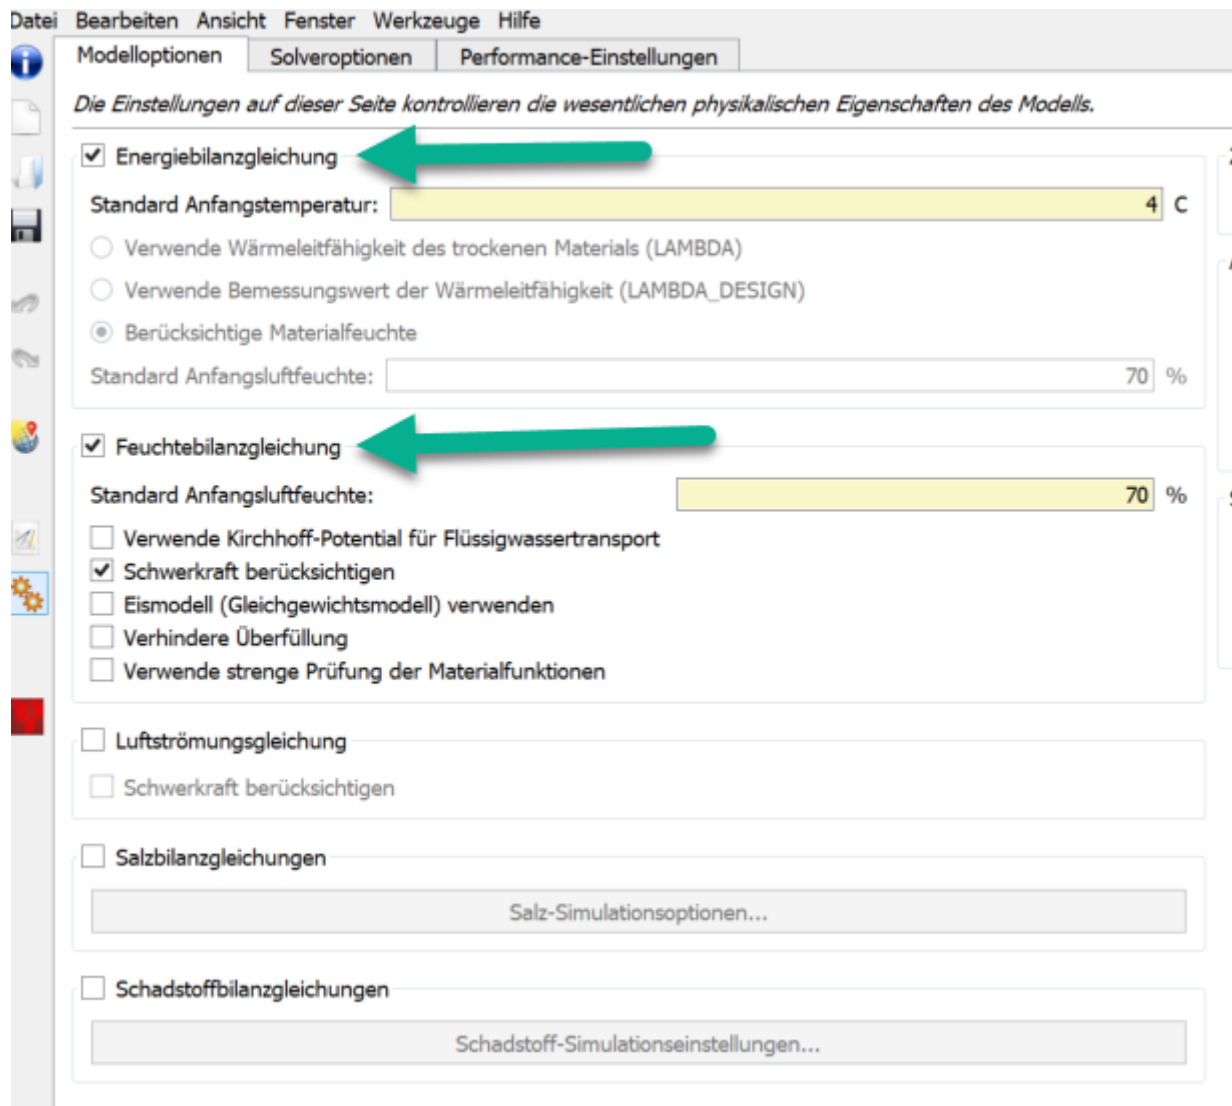 Datei Bearbeiten Ansicht Fenster Werkzeuge Hilfe
Modelloptionen Solveroptionen Performance-Einstellungen
Die Einstellungen auf dieser Seite kontrollieren die wesentlichen physikalischen Eigenschaften des Modells.
Energiebilanzgleichung
Standard Anfangstemperatur: 4 C
Verwende Wärmeleitfähigkeit des trockenen Materials (LAMBDA)
Verwende Bemessungswert der Wärmeleitfähigkeit (LAMBDA_DESIGN)
Berücksichtige Materialfeuchte
Standard Anfangsluftfeuchte: 70 %
Feuchtebilanzgleichung
Standard Anfangsluftfeuchte: 70 %
Verwende Kirchhoff-Potential für Flüssigwassertransport
Schwerkraft berücksichtigen
Eismodell (Gleichgewichtsmodell) verwenden
Verhindere Überfüllung
Verwende strenge Prüfung der Materialfunktionen
Luftströmungsgleichung
Schwerkraft berücksichtigen
Salzbilanzgleichungen
Salz-Simulationsoptionen...
Schadstoffbilanzgleichungen
Schadstoff-Simulationseinstellungen...